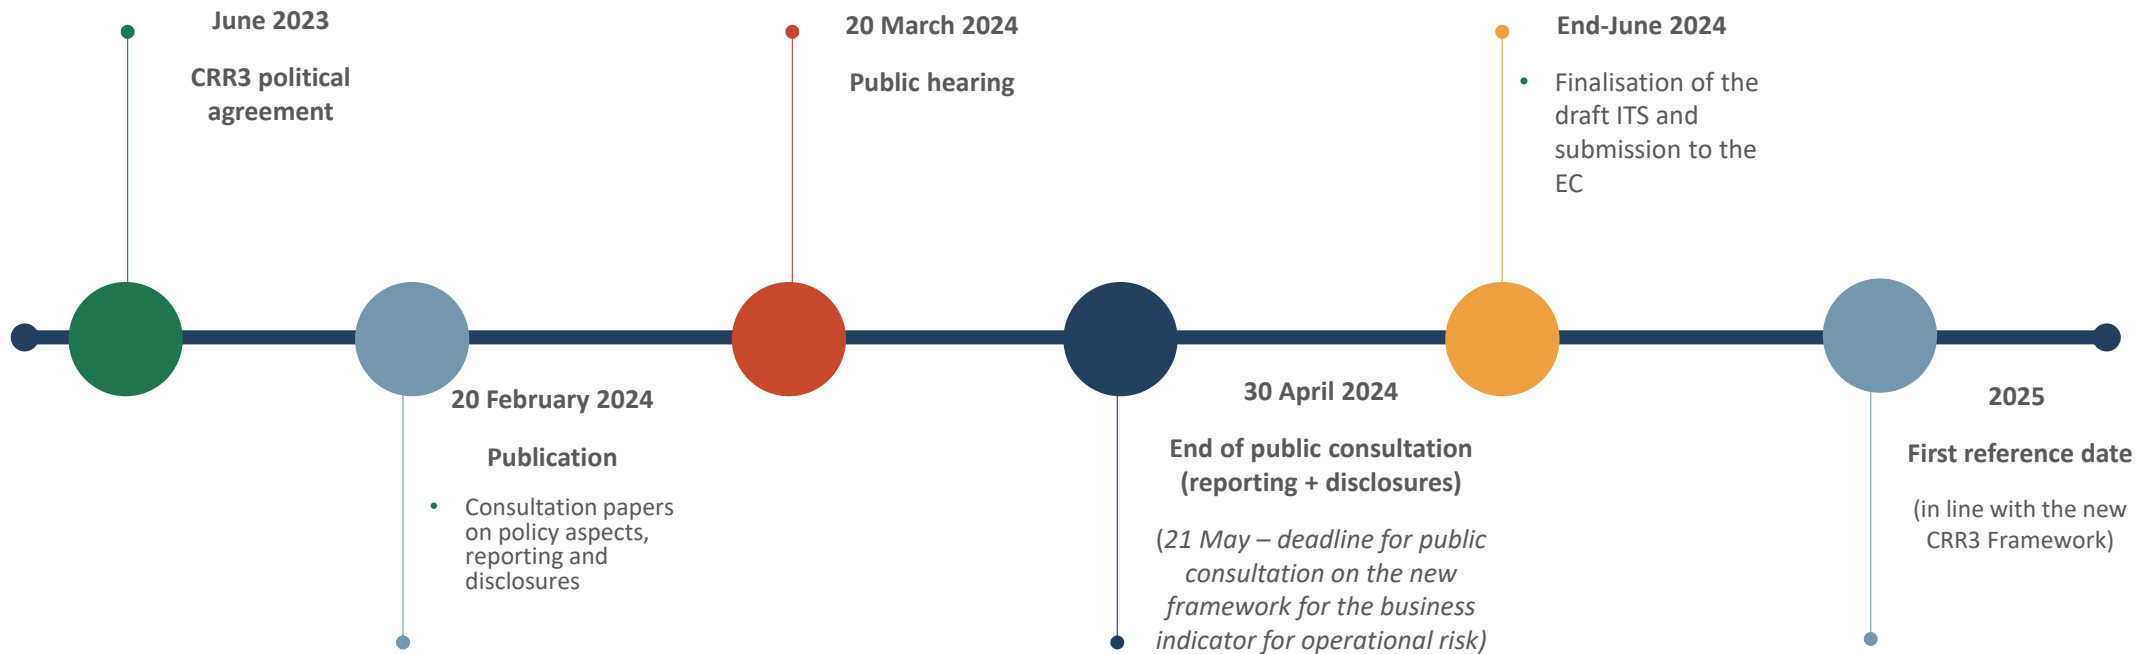 June 2023
CRR3 political
agreement
20 February 2024
Publication
• Consultation papers
on policy aspects,
reporting and
disclosures
20 March 2024
Public hearing
30 April 2024
End of public consultation
(reporting + disclosures)
(21 May – deadline for public
consultation on the new
framework for the business
indicator for operational risk)
End-June 2024
• Finalisation of the
draft ITS and
submission to the
EC
2025
First reference date
(in line with the new
CRR3 Framework)